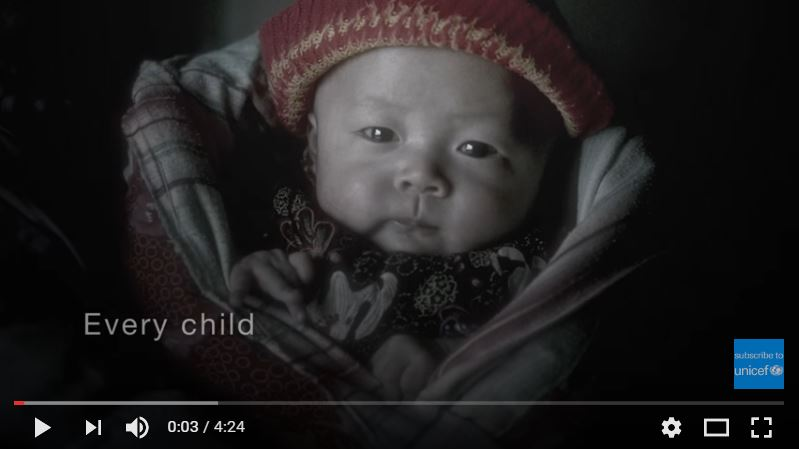 Every child
subscribe to
unicef
0:03 / 4:24